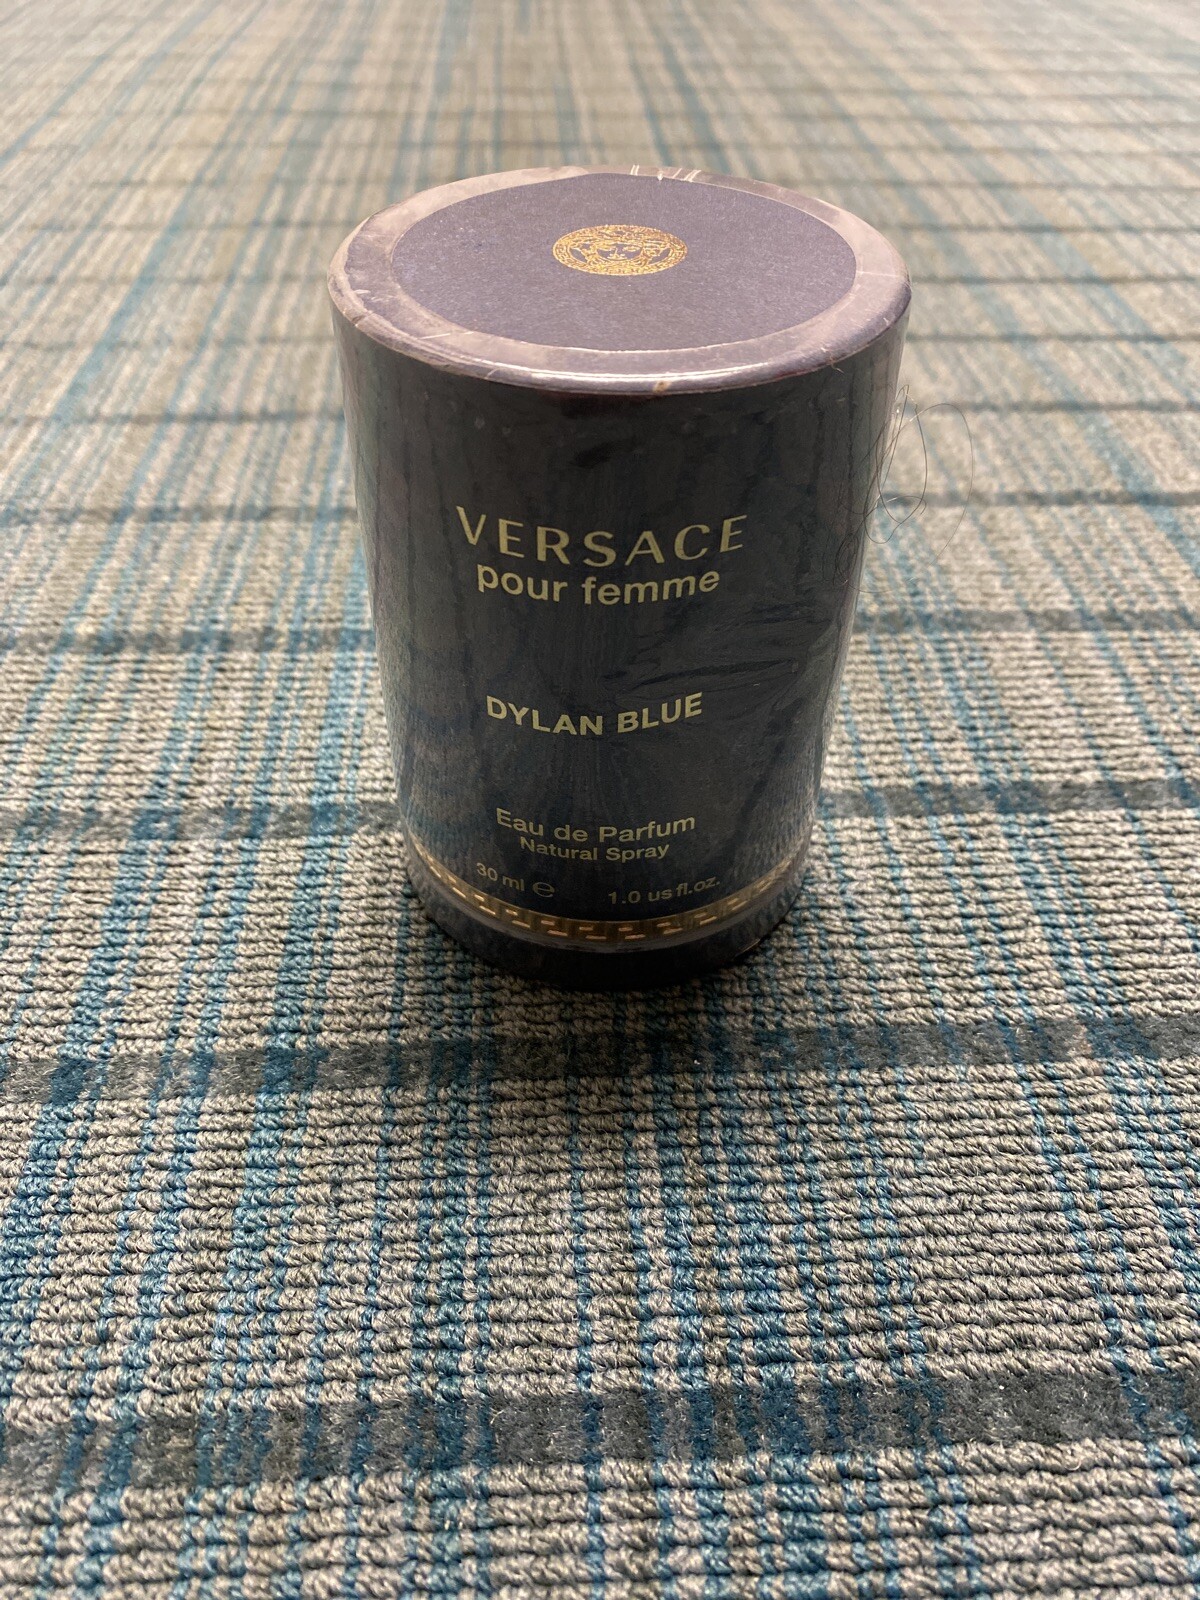 VERSACE
pour femme
DYLAN BLUE
Eau de Parfum
Natural Spray
30 ml ℮ 1.0 us fl.oz.